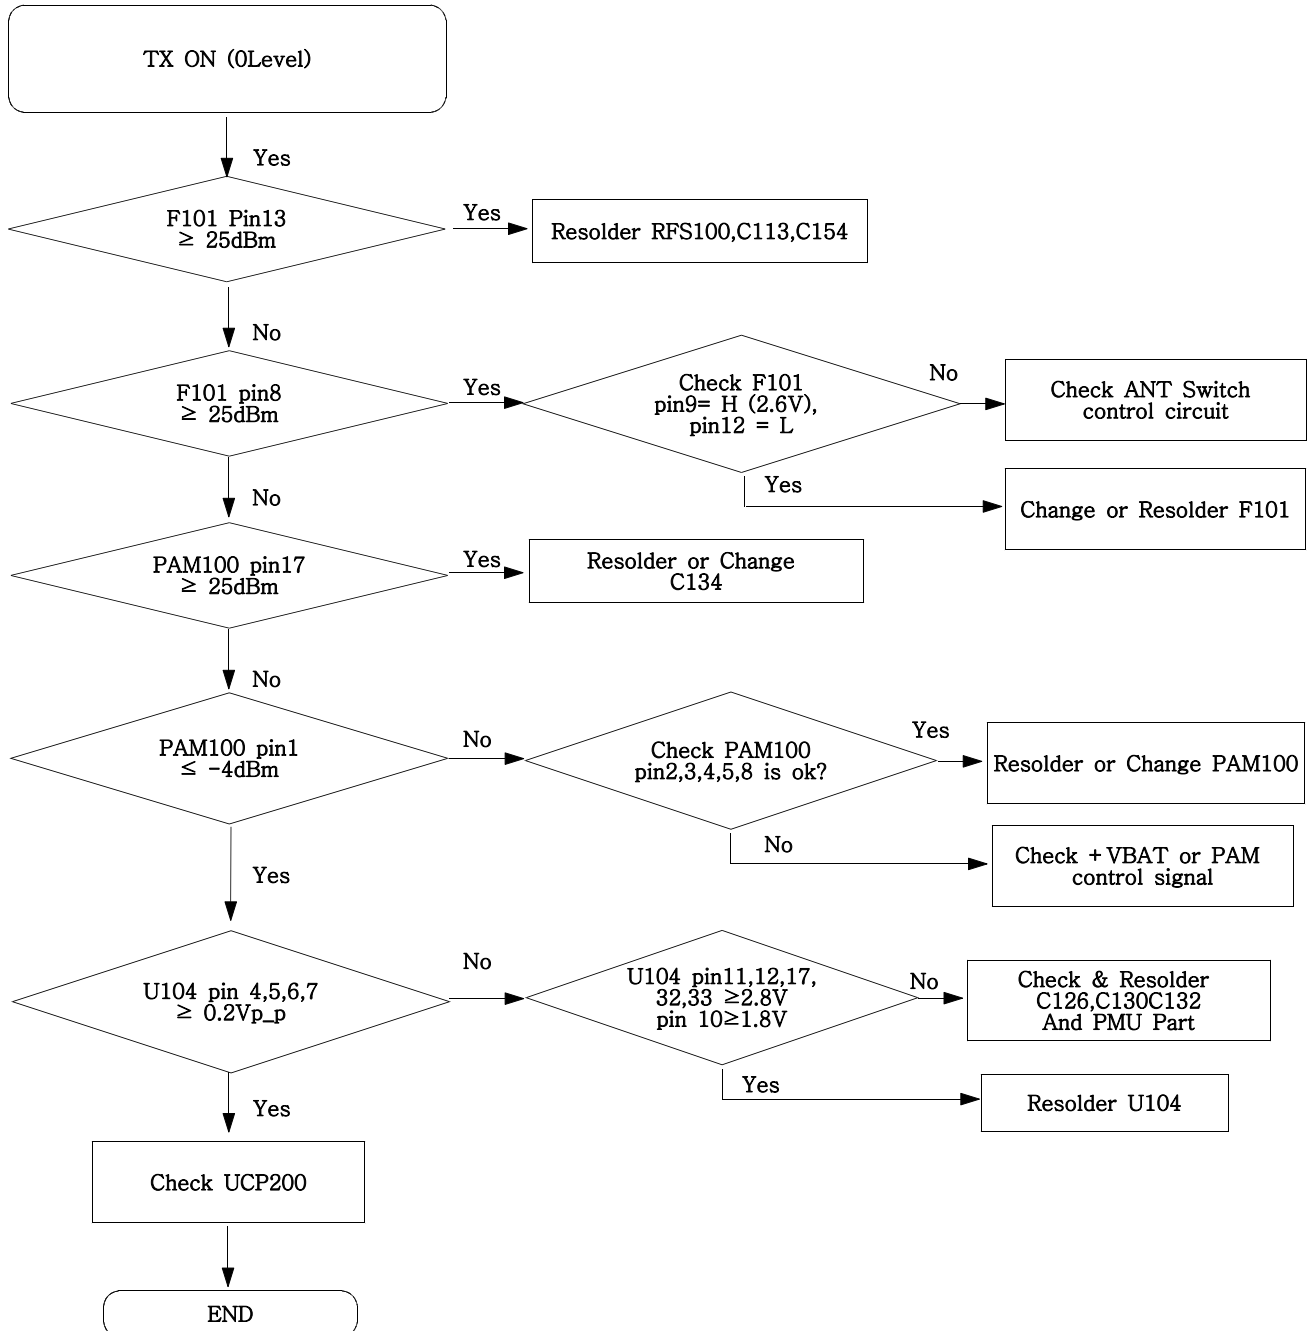 TX ON (0Level)
Yes
F101 Pin13
≥ 25dBm
Yes
Resolder RFS100,C113,C154
No
F101 pin8
≥ 25dBm
Yes
Check F101
pin9= H (2.6V),
pin12 = L
No
Check ANT Switch
control circuit
Yes
Change or Resolder F101
No
PAM100 pin17
≥ 25dBm
Yes
Resolder or Change
C134
No
PAM100 pin1
≤ -4dBm
No
Check PAM100
pin2,3,4,5,8 is ok?
Yes
Resolder or Change PAM100
No
Check +VBAT or PAM
control signal
Yes
U104 pin 4,5,6,7
≥ 0.2Vp_p
No
U104 pin11,12,17,
32,33 ≥2.8V
pin 10≥1.8V
No
Check & Resolder
C126,C130C132
And PMU Part
Yes
Resolder U104
Yes
Check UCP200
END